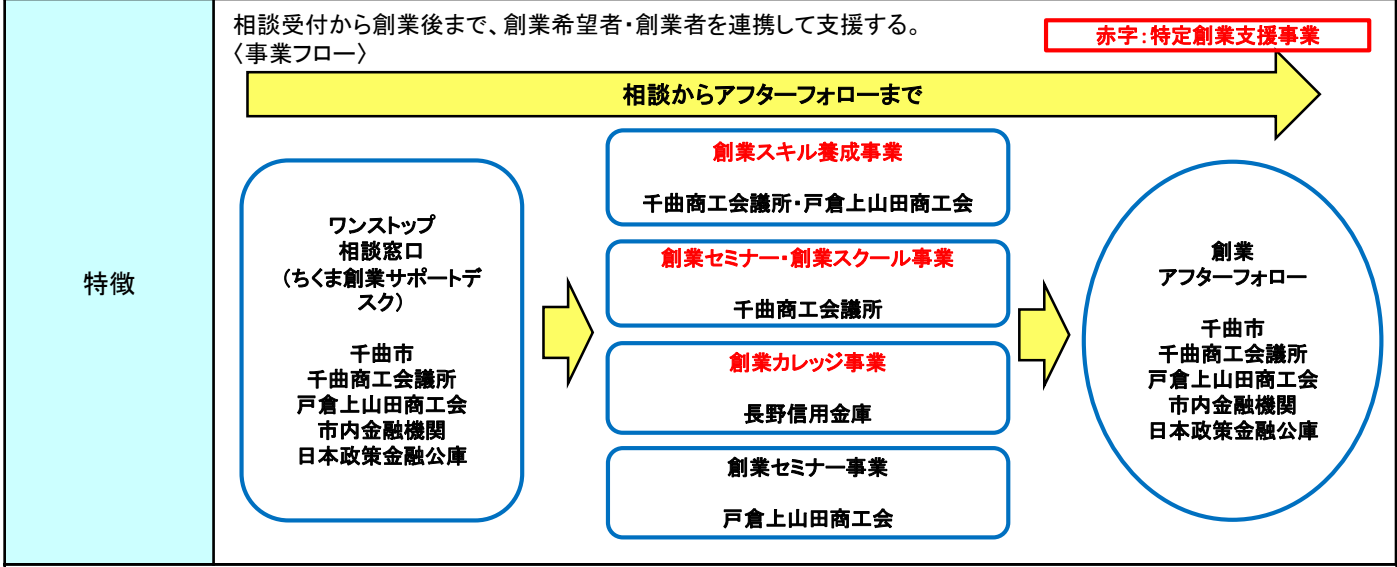 特徴
相談受付から創業後まで、創業希望者・創業者を連携して支援する。
〈事業フロー〉
赤字：特定創業支援事業
相談からアフターフォローまで
ワンストップ
相談窓口
(ちくま創業サポートデ
スク)
千曲市
千曲商工会議所
戸倉上山田商工会
市内金融機関
日本政策金融公庫
創業スキル養成事業
千曲商工会議所・戸倉上山田商工会
創業セミナー・創業スクール事業
千曲商工会議所
創業カレッジ事業
長野信用金庫
創業セミナー事業
戸倉上山田商工会
創業
アフターフォロー
千曲市
千曲商工会議所
戸倉上山田商工会
市内金融機関
日本政策金融公庫